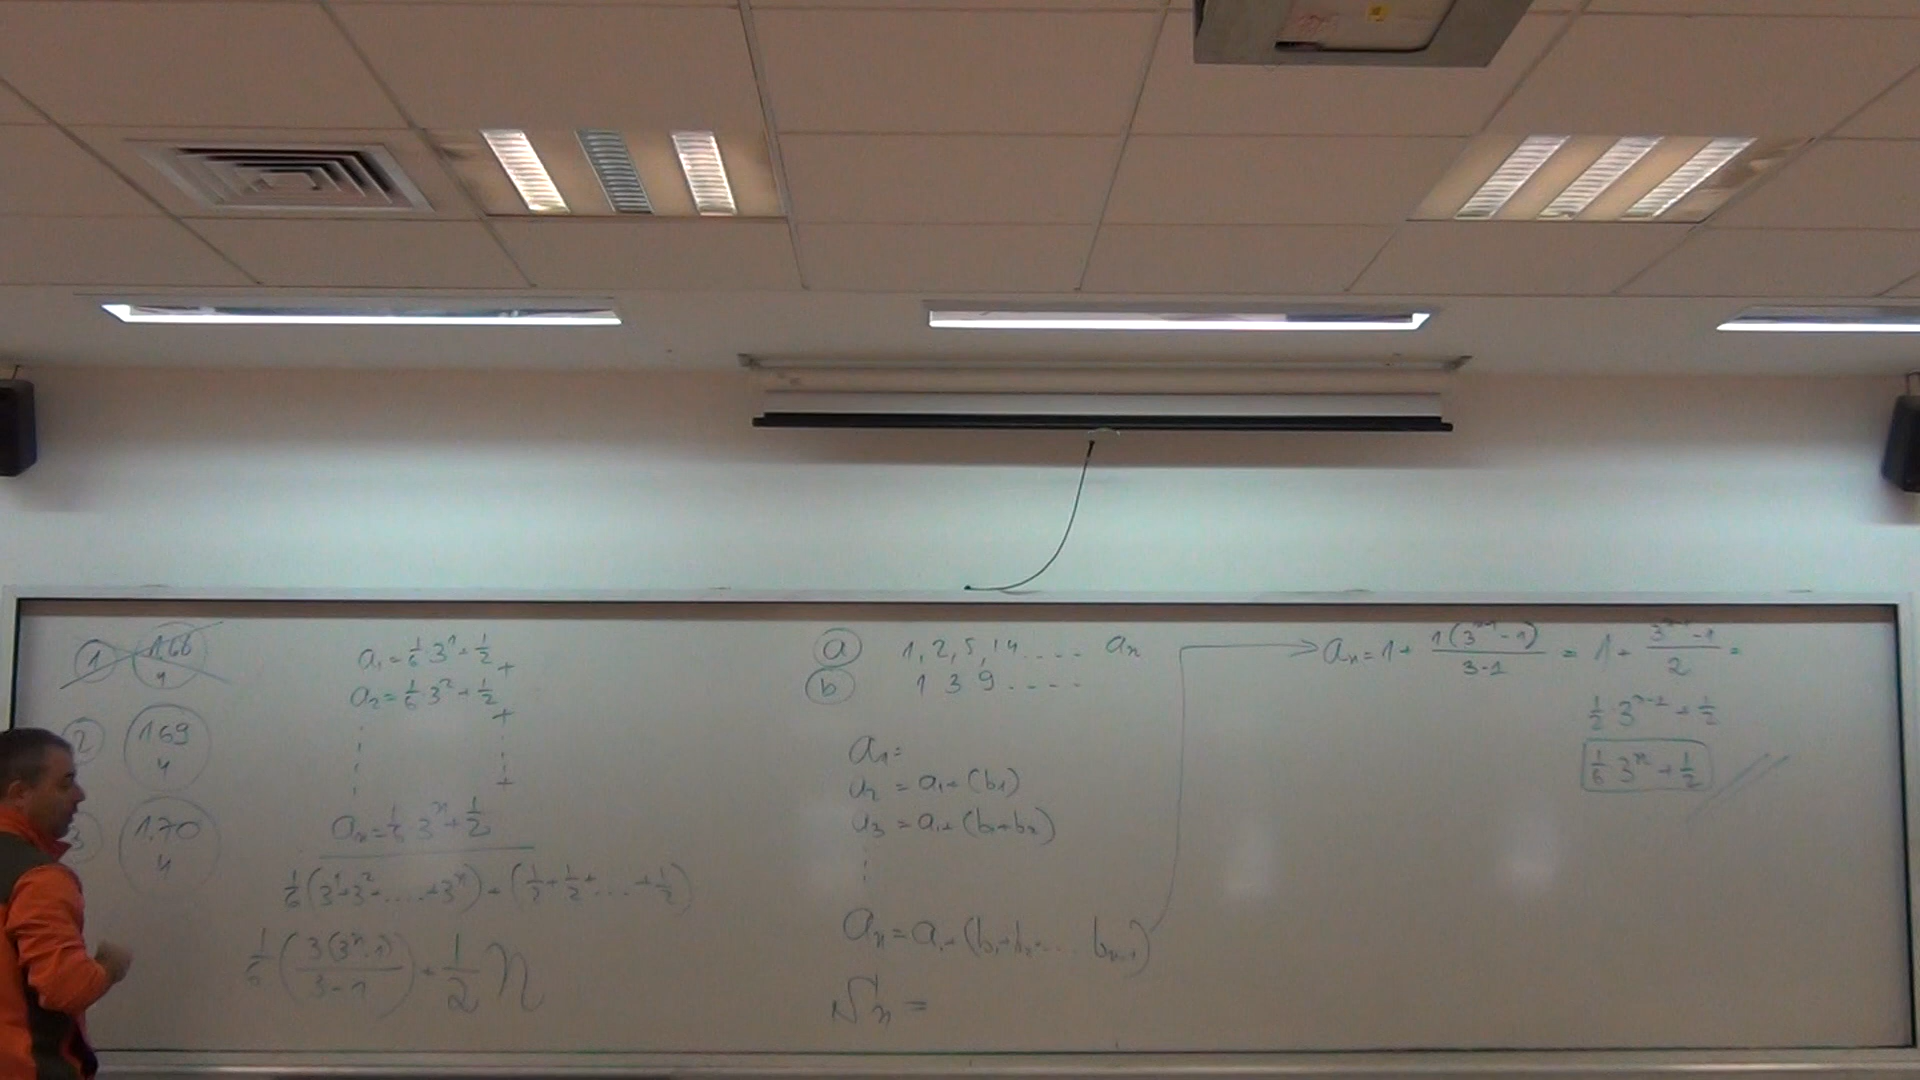 1 166
4
2 169
4
3 1.70
4
a₁ = 1/6 3¹ + 1/2 +
a₂ = 1/6 3² + 1/2
+
+
aₙ = 1/6 3ⁿ + 1/2
1/6 (3¹+3²+....+3ⁿ) + (1/2+1/2+...+1/2)
1/6 (3(3ⁿ-1)/3-1) + 1/2 n
a 1, 2, 5, 14 .... aₙ
b 1 3 9 ....
a₁ =
a₂ = a₁ + (b₁)
a₃ = a₁ + (b₁+b₂)
aₙ = a₁ + (b₁+b₂+... bₙ₋₁)
Sₙ =
aₙ = 1 + 1(3ⁿ⁻¹-1)/3-1 = 1 + 3ⁿ⁻¹-1/2 =
1/2 · 3ⁿ⁻¹ + 1/2
1/6 3ⁿ + 1/2